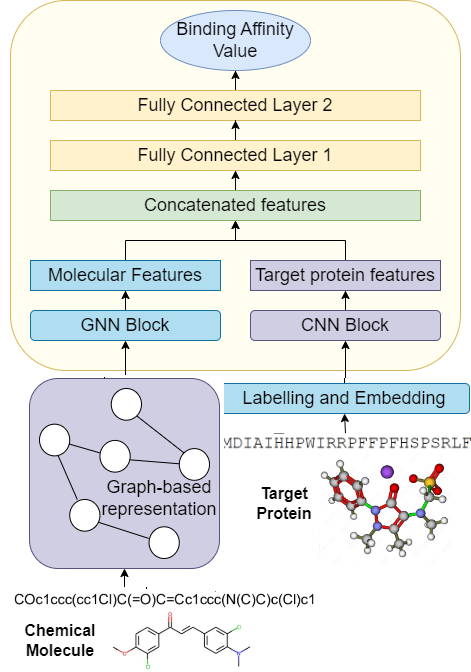 Binding Affinity
Value
Fully Connected Layer 2
Fully Connected Layer 1
Concatenated features
Molecular Features
Target protein features
GNN Block
CNN Block
Labelling and Embedding
MDIAIHHPWIRRPFFPFHSPSRLF
Graph-based
representation
Target
Protein
COc1ccc(cc1Cl)C(=O)C=Cc1ccc(N(C)C)c(Cl)c1
Chemical
Molecule